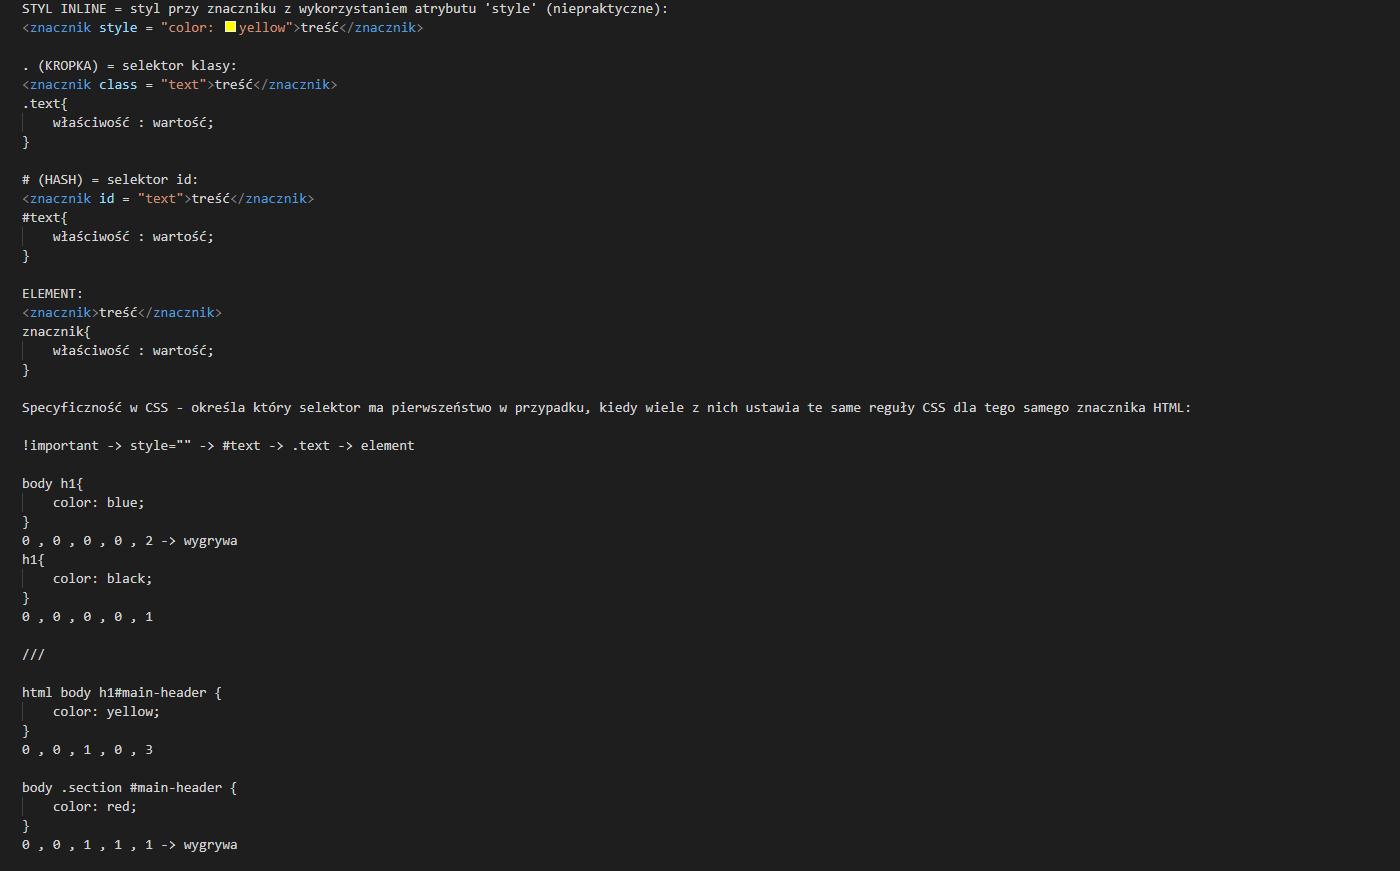 STYL INLINE = styl przy znaczniku z wykorzystaniem atrybutu 'style' (niepraktyczne):
<znacznik style = "color: yellow">treść</znacznik>
. (KROPKA) = selektor klasy:
<znacznik class = "text">treść</znacznik>
.text{
właściwość : wartość;
}
# (HASH) = selektor id:
<znacznik id = "text">treść</znacznik>
#text{
właściwość : wartość;
}
ELEMENT:
<znacznik>treść</znacznik>
znacznik{
właściwość : wartość;
}
Specyficzność w CSS - określa który selektor ma pierwszeństwo w przypadku, kiedy wiele z nich ustawia te same reguły CSS dla tego samego znacznika HTML:
!important -> style="" -> #text -> .text -> element
body h1{
color: blue;
}
0 , 0 , 0 , 0 , 2 -> wygrywa
h1{
color: black;
}
0 , 0 , 0 , 0 , 1
///
html body h1#main-header {
color: yellow;
}
0 , 0 , 1 , 0 , 3
body .section #main-header {
color: red;
}
0 , 0 , 1 , 1 , 1 -> wygrywa